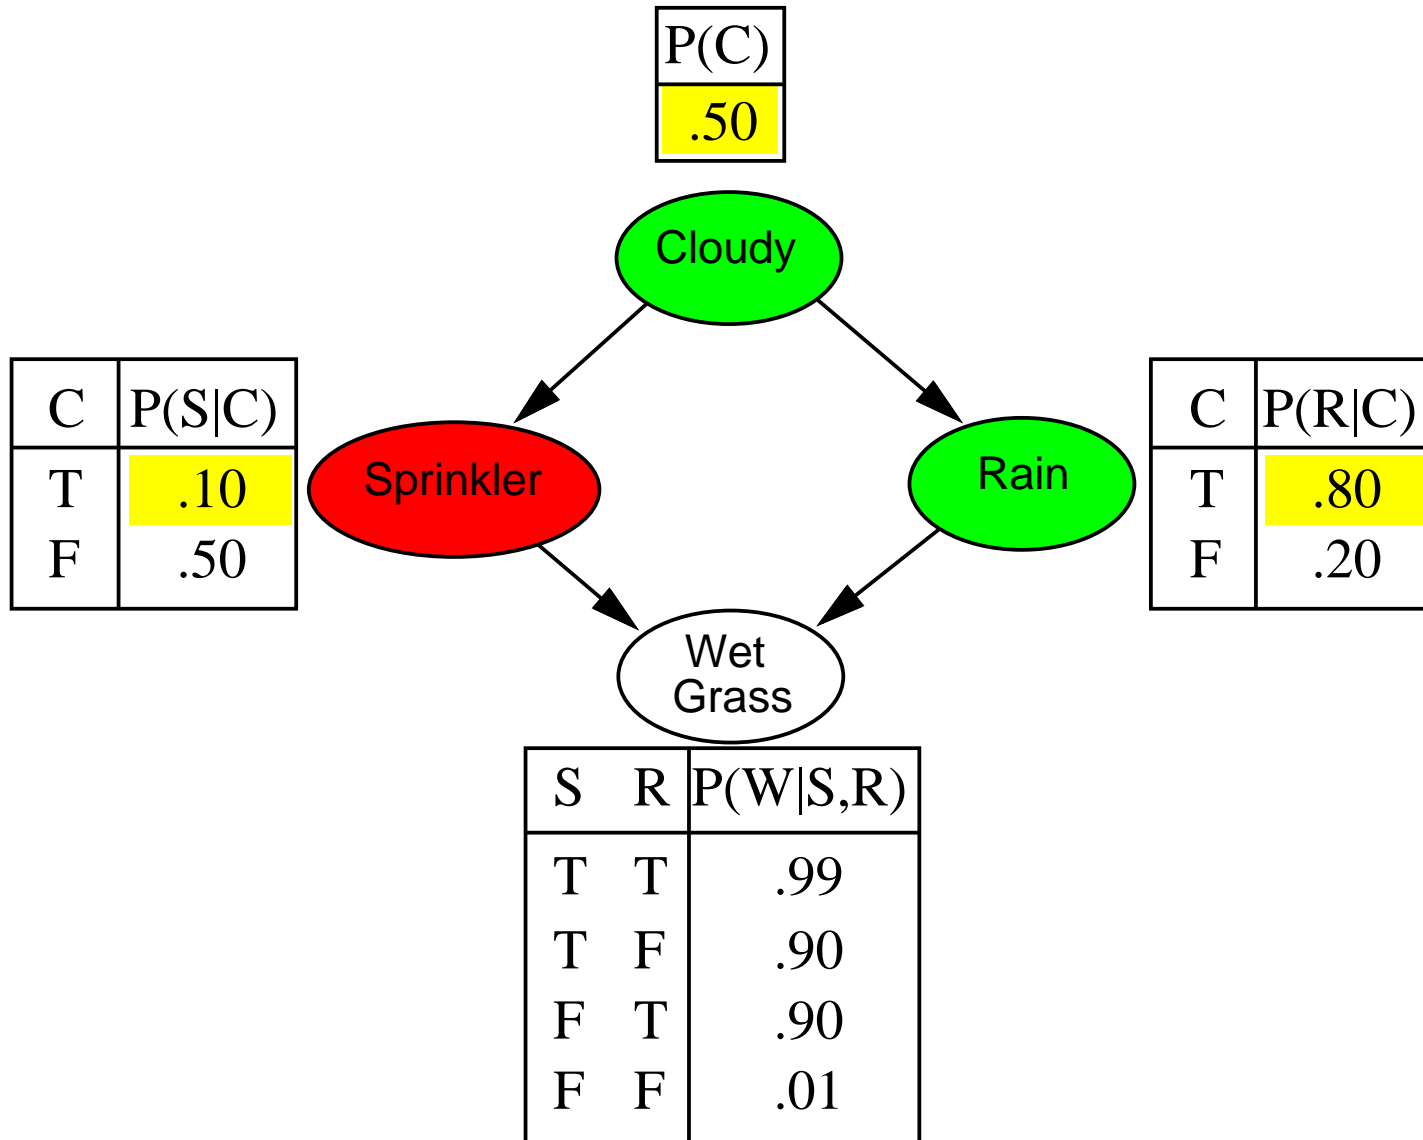 P(C)
.50
Cloudy
C P(S|C)
T .10
F .50
Sprinkler
Rain
C P(R|C)
T .80
F .20
Wet
Grass
S R P(W|S,R)
T T .99
T F .90
F T .90
F F .01